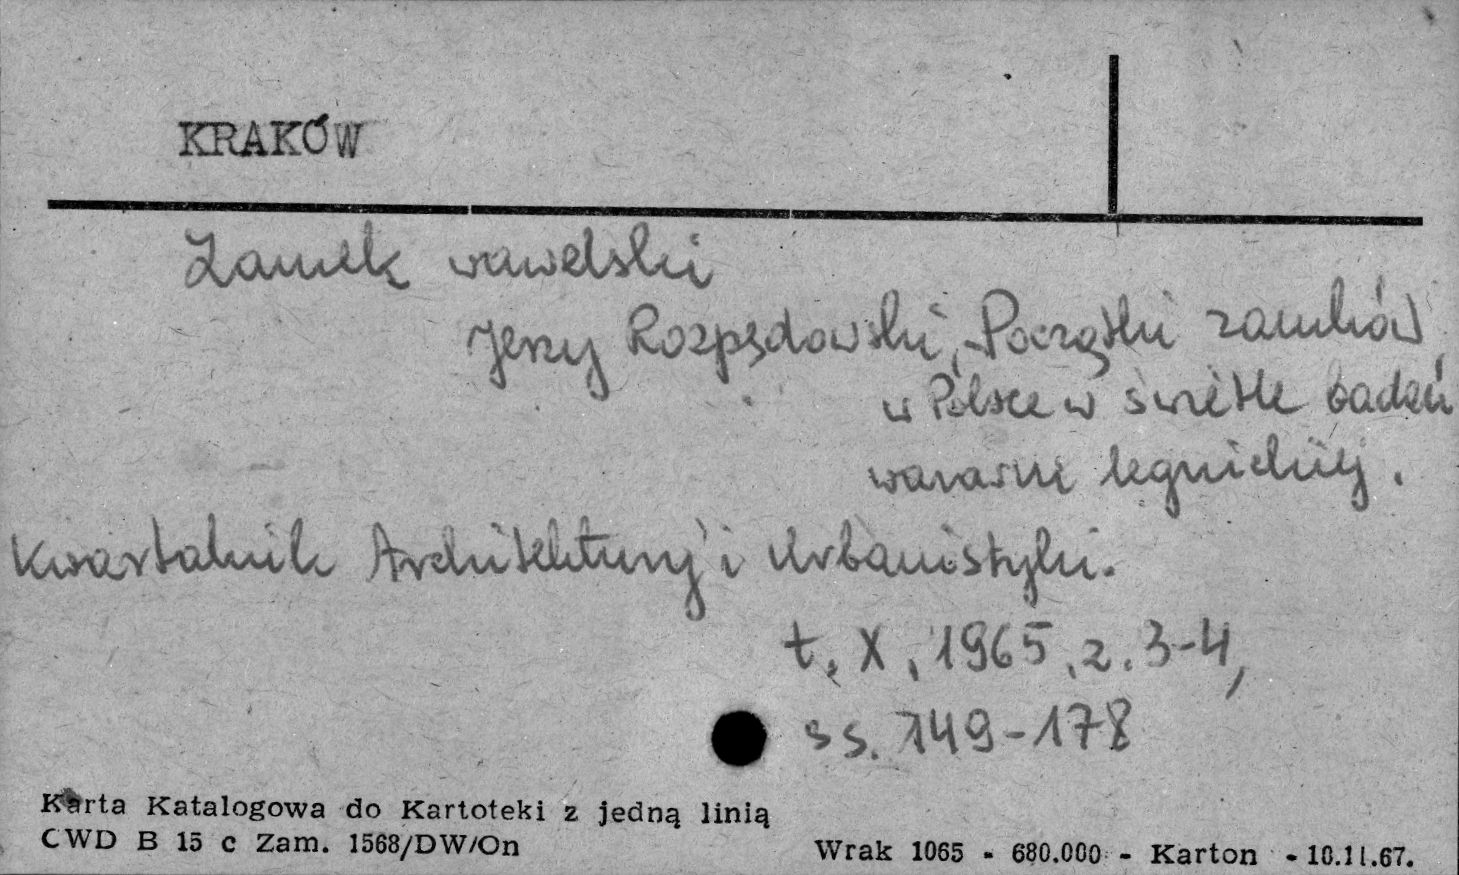 KRAKÓW
Zamek wawelski
Jerzy Rozpędowski, Początki zamków
w Polsce w świetle badań
warowni legnickiej.
Kwartalnik Architektury i Urbanistyki.
t. X, 1965, z. 3-4,
ss. 149-178
Karta Katalogowa do Kartoteki z jedną linią
CWD B 15 c Zam. 1568/DW/On
Wrak 1065 - 680.000 - Karton - 10.11.67.